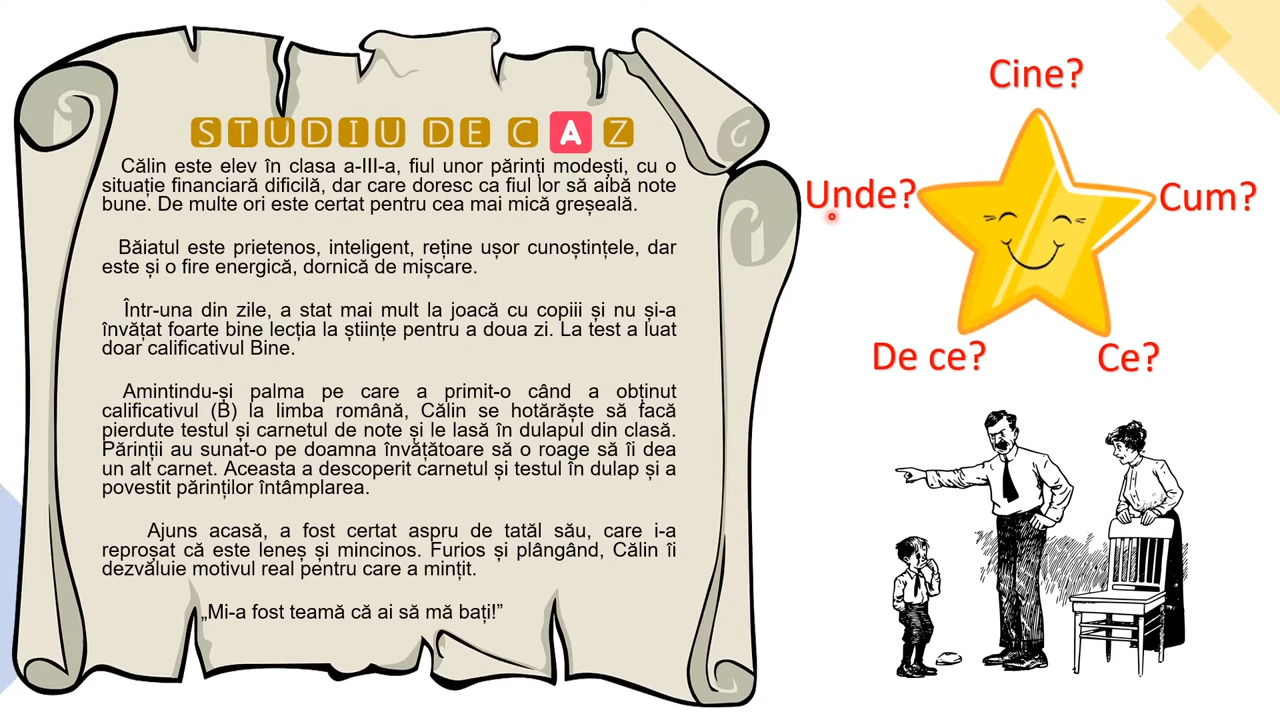 STUDIU DE CAZ
Călin este elev în clasa a-III-a, fiul unor părinți modești, cu o
situație financiară dificilă, dar care doresc ca fiul lor să aibă note
bune. De multe ori este certat pentru cea mai mică greșeală.
Băiatul este prietenos, inteligent, reține ușor cunoștințele, dar
este și o fire energică, dornică de mișcare.
Într-una din zile, a stat mai mult la joacă cu copiii și nu și-a
învățat foarte bine lecția la științe pentru a doua zi. La test a luat
doar calificativul Bine.
Amintindu-și palma pe care a primit-o când a obținut
calificativul (B) la limba română, Călin se hotărăște să facă
pierdute testul și carnetul de note și le lasă în dulapul din clasă.
Părinții au sunat-o pe doamna învățătoare să o roage să îi dea
un alt carnet. Aceasta a descoperit carnetul și testul în dulap și a
povestit părinților întâmplarea.
Ajuns acasă, a fost certat aspru de tatăl său, care i-a
reproșat că este leneș și mincinos. Furios și plângând, Călin îi
dezvăluie motivul real pentru care a mințit.
„Mi-a fost teamă că ai să mă bați!”
Cine?
Unde?
Cum?
De ce?
Ce?